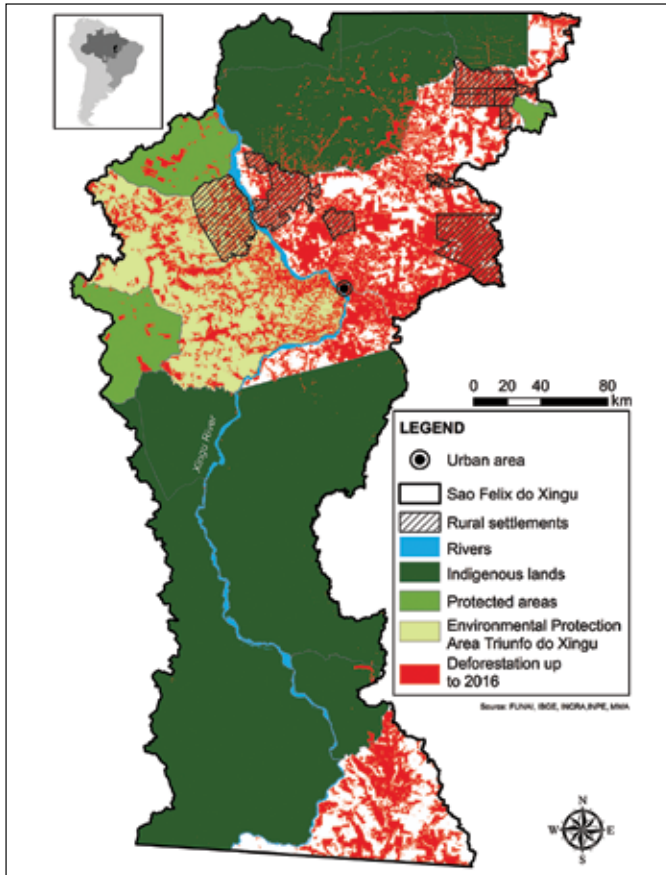 Xingu River
0 20 40 80
km
LEGEND
Urban area
Sao Felix do Xingu
Rural settlements
Rivers
Indigenous lands
Protected areas
Environmental Protection
Area Triunfo do Xingu
Deforestation up
to 2016
Source: FUNAI, IBGE, INCRA,INPE, MMA
N
W E
S